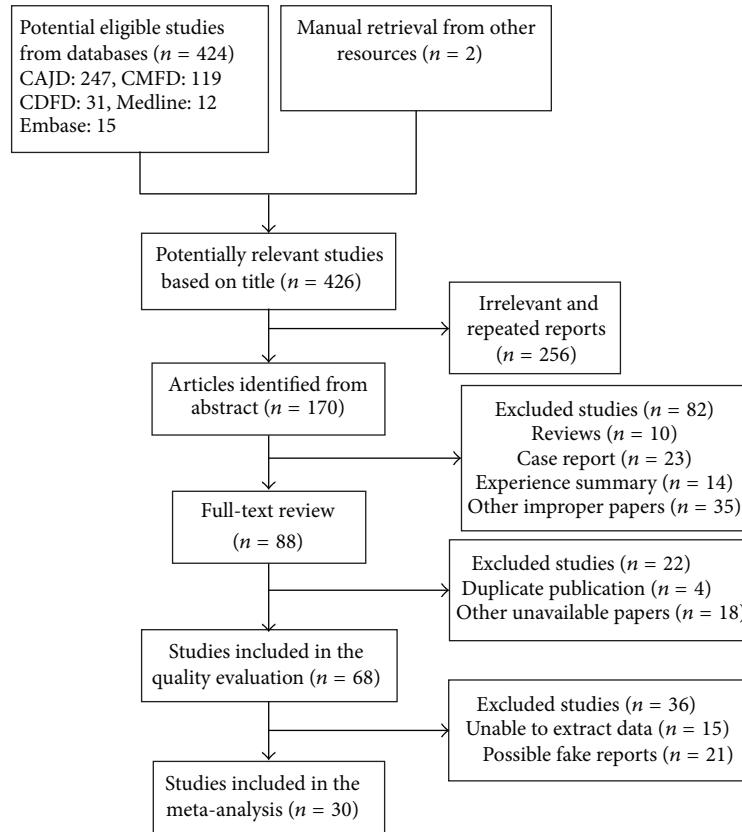 Potential eligible studies
from databases (n = 424)
CAJD: 247, CMFD: 119
CDFD: 31, Medline: 12
Embase: 15
Manual retrieval from other
resources (n = 2)
Potentially relevant studies
based on title (n = 426)
Irrelevant and
repeated reports
(n = 256)
Articles identified from
abstract (n = 170)
Excluded studies (n = 82)
Reviews (n = 10)
Case report (n = 23)
Experience summary (n = 14)
Other improper papers (n = 35)
Full-text review
(n = 88)
Excluded studies (n = 22)
Duplicate publication (n = 4)
Other unavailable papers (n = 18)
Studies included in the
quality evaluation (n = 68)
Excluded studies (n = 36)
Unable to extract data (n = 15)
Possible fake reports (n = 21)
Studies included in the
meta-analysis (n = 30)